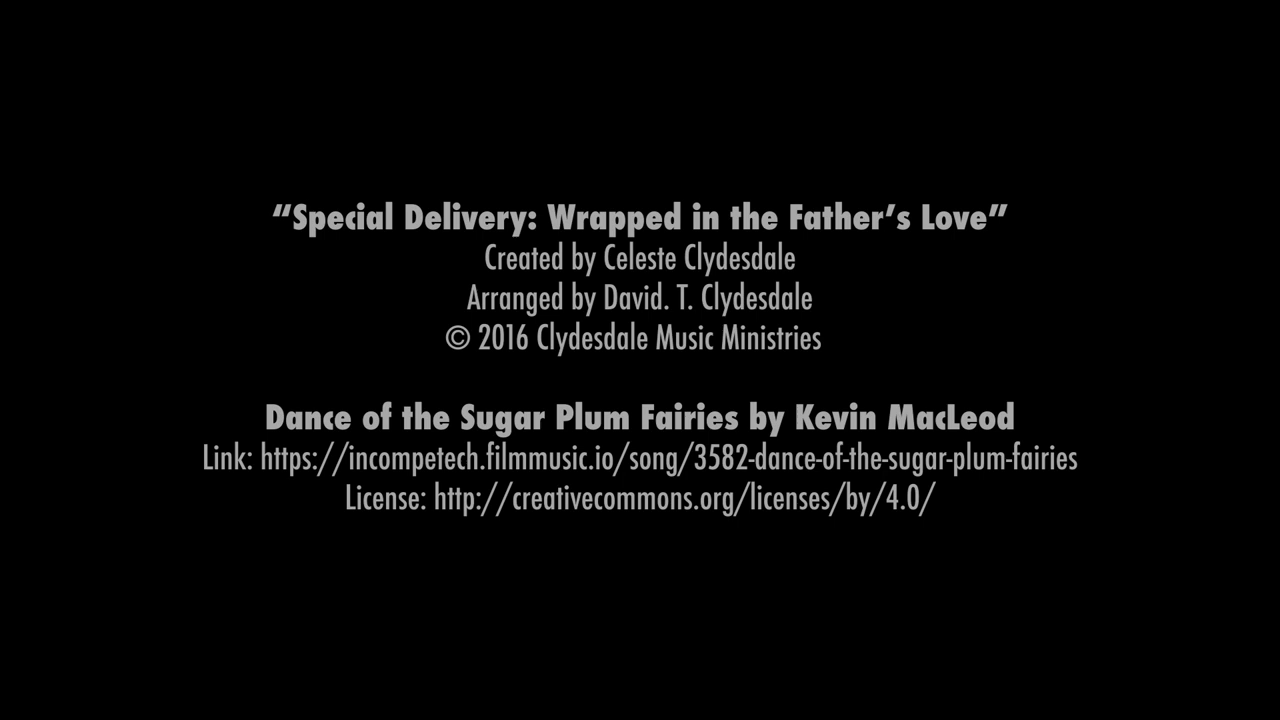 “Special Delivery: Wrapped in the Father’s Love”
Created by Celeste Clydesdale
Arranged by David. T. Clydesdale
© 2016 Clydesdale Music Ministries
Dance of the Sugar Plum Fairies by Kevin MacLeod
Link: https://incompetech.filmmusic.io/song/3582-dance-of-the-sugar-plum-fairies
License: http://creativecommons.org/licenses/by/4.0/